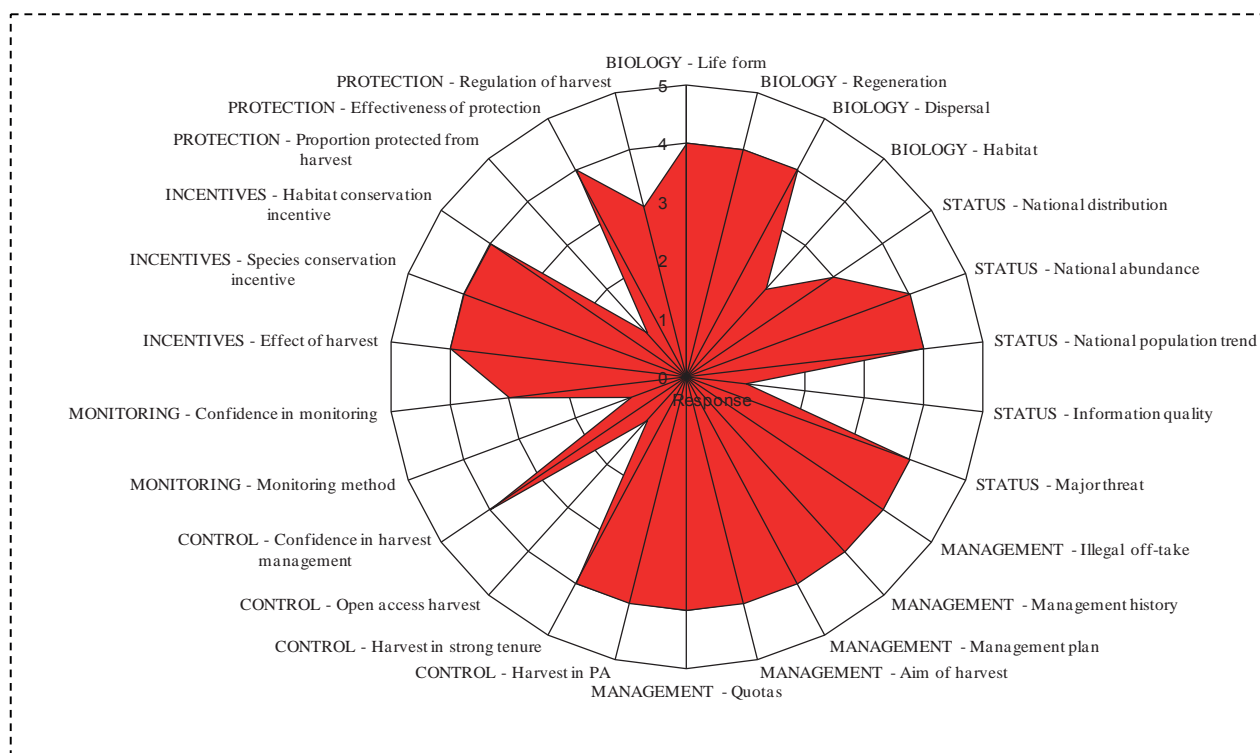 BIOLOGY - Life form
BIOLOGY - Regeneration
BIOLOGY - Dispersal
BIOLOGY - Habitat
STATUS - National distribution
STATUS - National abundance
STATUS - National population trend
STATUS - Information quality
STATUS - Major threat
MANAGEMENT - Illegal off-take
MANAGEMENT - Management history
MANAGEMENT - Management plan
MANAGEMENT - Aim of harvest
MANAGEMENT - Quotas
CONTROL - Harvest in PA
CONTROL - Harvest in strong tenure
CONTROL - Open access harvest
CONTROL - Confidence in harvest
management
MONITORING - Monitoring method
MONITORING - Confidence in monitoring
INCENTIVES - Effect of harvest
INCENTIVES - Species conservation
incentive
INCENTIVES - Habitat conservation
incentive
PROTECTION - Proportion protected from
harvest
PROTECTION - Effectiveness of protection
PROTECTION - Regulation of harvest
5
4
3
2
1
0
Response